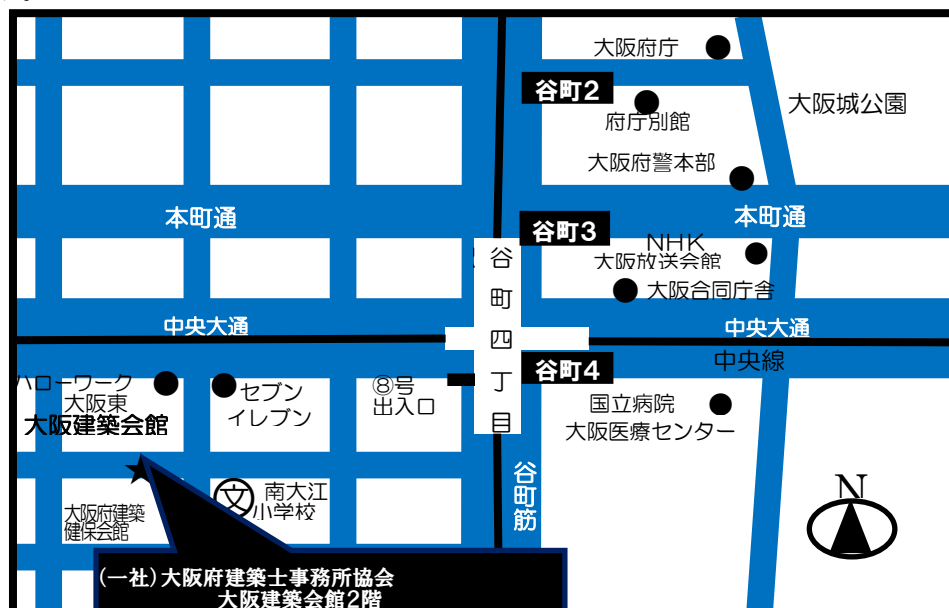 大阪府庁
谷町2
府庁別館
大阪城公園
大阪府警本部
本町通
本町通
谷町3
NHK
大阪放送会館
大阪合同庁舎
谷町四丁目
中央大通
中央大通
中央線
谷町4
ハローワーク
大阪東
大阪建築会館
セブン
イレブン
⑧号
出入口
国立病院
大阪医療センター
谷町筋
文
南大江
小学校
大阪府建築
健保会館
N
(一社)大阪府建築士事務所協会
大阪建築会館2階